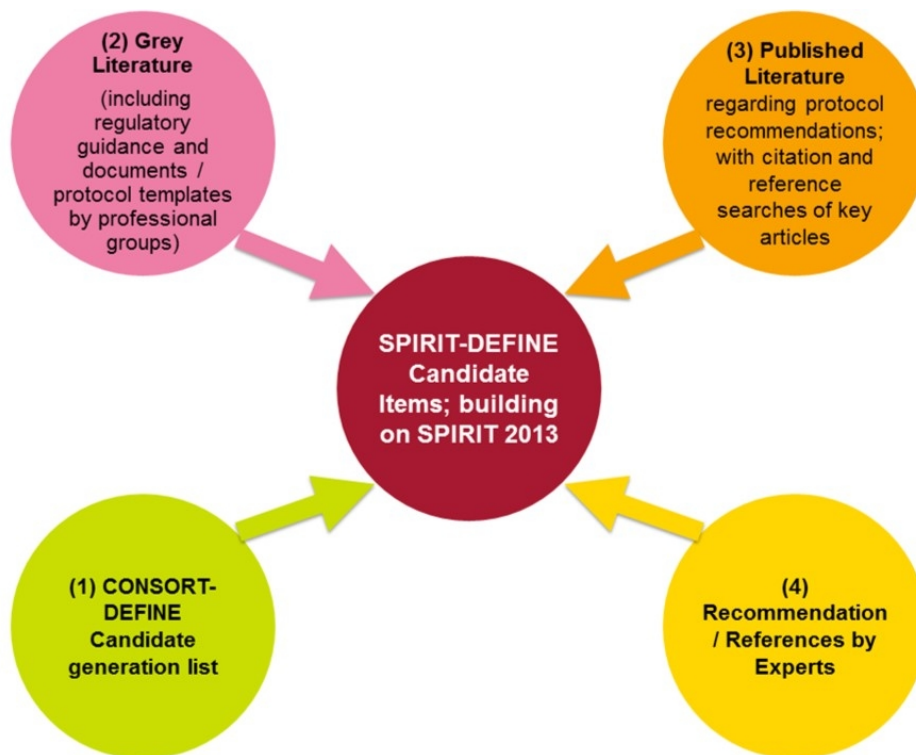 (2) Grey
Literature
(including
regulatory
guidance and
documents /
protocol templates
by professional
groups)
(3) Published
Literature
regarding protocol
recommendations;
with citation and
reference
searches of key
articles
SPIRIT-DEFINE
Candidate
Items; building
on SPIRIT 2013
(1) CONSORT-
DEFINE
Candidate
generation list
(4)
Recommendation
/ References by
Experts